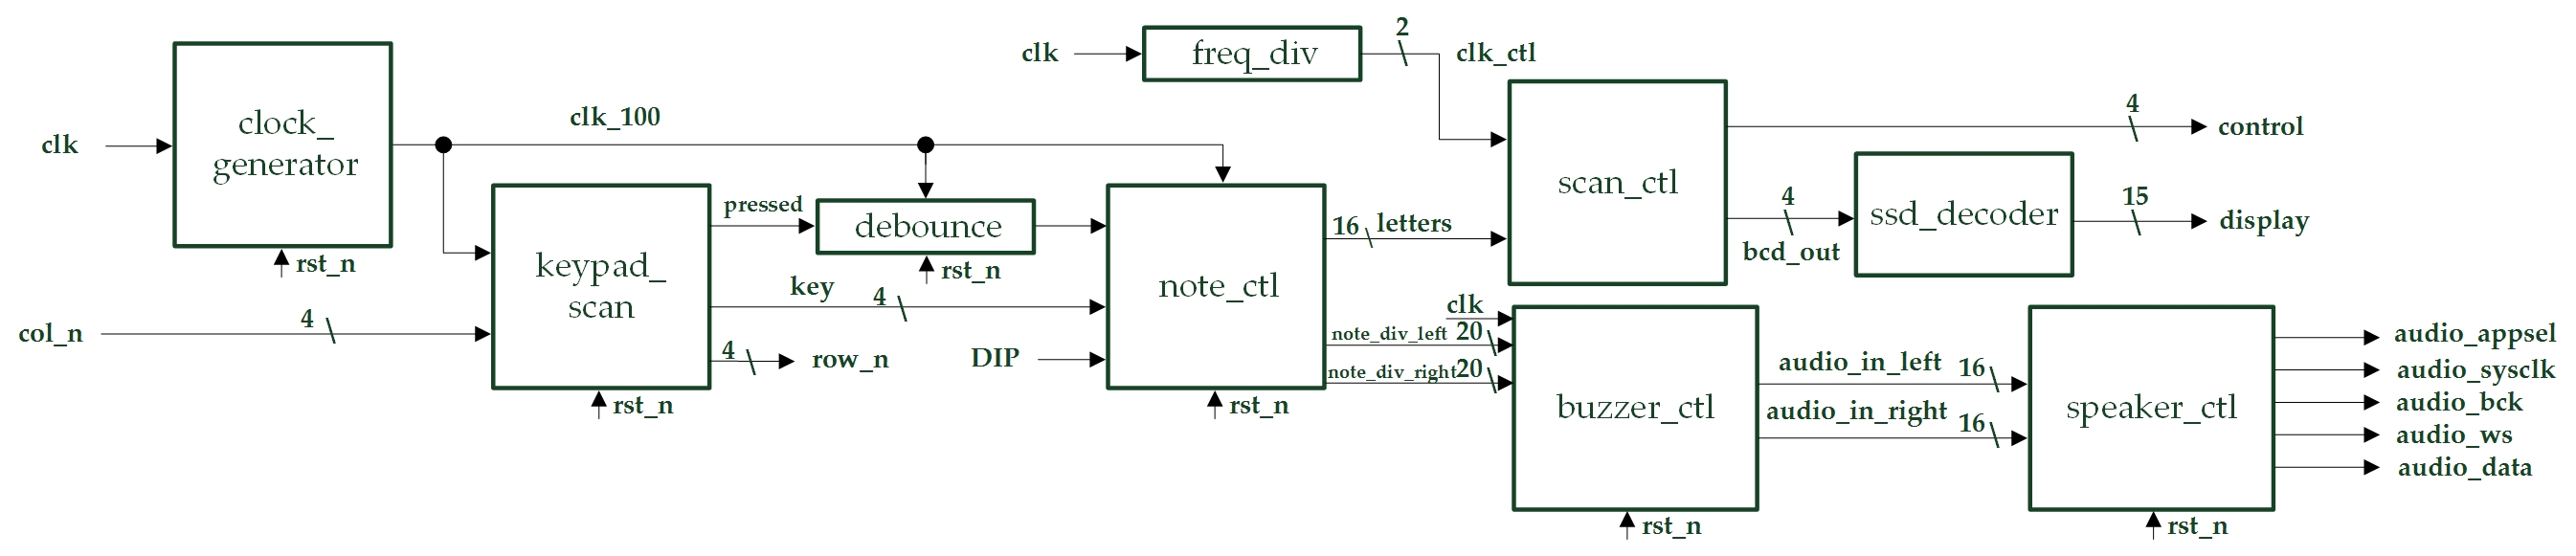 2
clk
freq_div
clk_ctl
clock_
generator
clk
clk_100
rst_n
4
control
scan_ctl
4
15
ssd_decoder
display
bcd_out
pressed
debounce
rst_n
16
letters
keypad_
scan
key
4
note_ctl
col_n
4
4
row_n
DIP
rst_n
rst_n
clk
note_div_left
20
note_div_right
20
buzzer_ctl
audio_in_left
16
audio_in_right
16
speaker_ctl
audio_appsel
audio_sysclk
audio_bck
audio_ws
audio_data
rst_n
rst_n